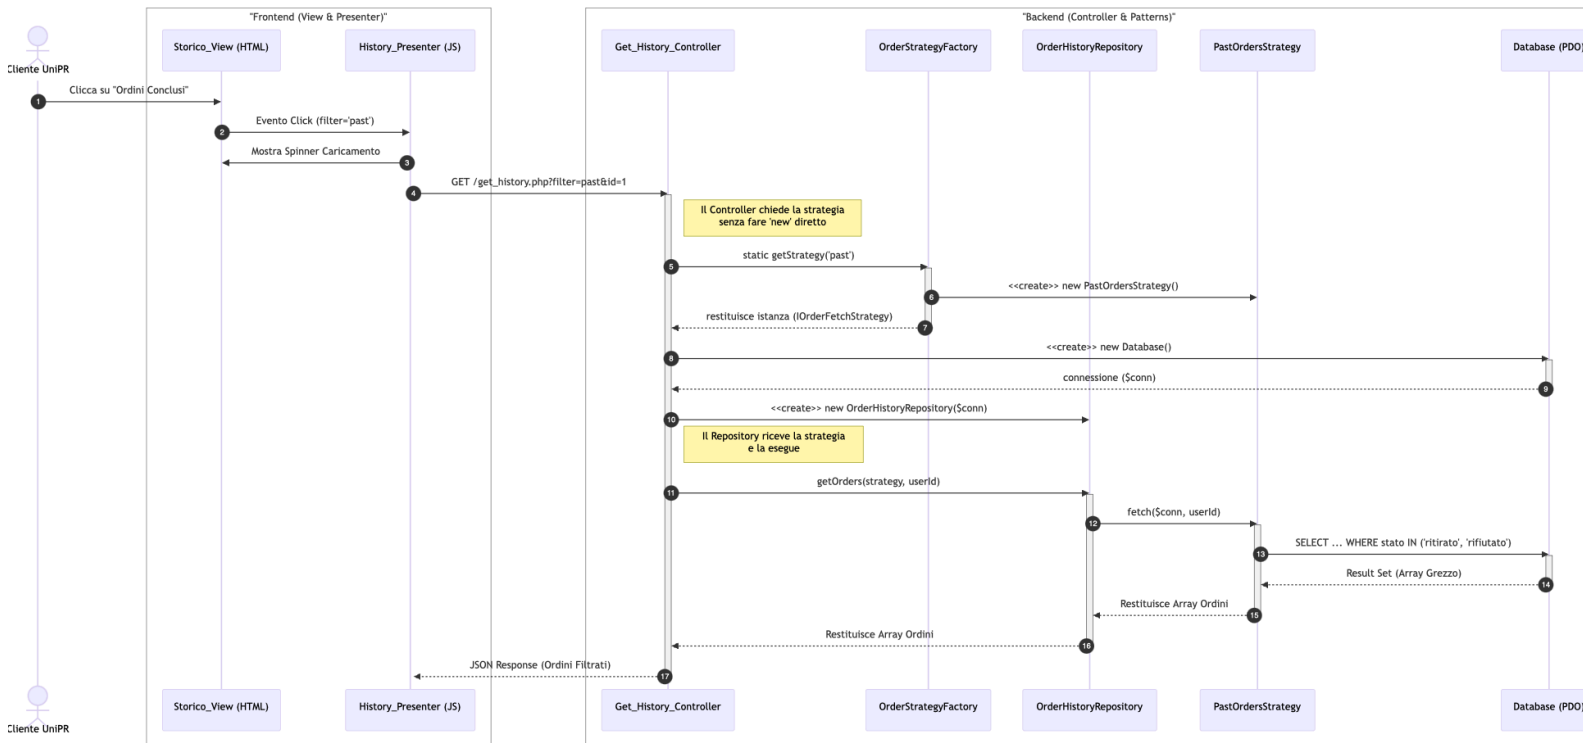 "Frontend (View & Presenter)"
"Backend (Controller & Patterns)"
Cliente UniPR
Storico_View (HTML)
History_Presenter (JS)
Get_History_Controller
OrderStrategyFactory
OrderHistoryRepository
PastOrdersStrategy
Database (PDO)
1
Clicca su "Ordini Conclusi"
2
Evento Click (filter='past')
Mostra Spinner Caricamento
3
4
GET /get_history.php?filter=past&id=1
Il Controller chiede la strategia
senza fare 'new' diretto
5
static getStrategy('past')
6
<<create>> new PastOrdersStrategy()
restituisce istanza (IOrderFetchStrategy)
7
8
<<create>> new Database()
connessione ($conn)
9
10
<<create>> new OrderHistoryRepository($conn)
Il Repository riceve la strategia
e la esegue
11
getOrders(strategy, userId)
12
fetch($conn, userId)
13
SELECT ... WHERE stato IN ('ritirato', 'rifiutato')
Result Set (Array Grezzo)
14
Restituisce Array Ordini
15
Restituisce Array Ordini
16
JSON Response (Ordini Filtrati)
17
Cliente UniPR
Storico_View (HTML)
History_Presenter (JS)
Get_History_Controller
OrderStrategyFactory
OrderHistoryRepository
PastOrdersStrategy
Database (PDO)